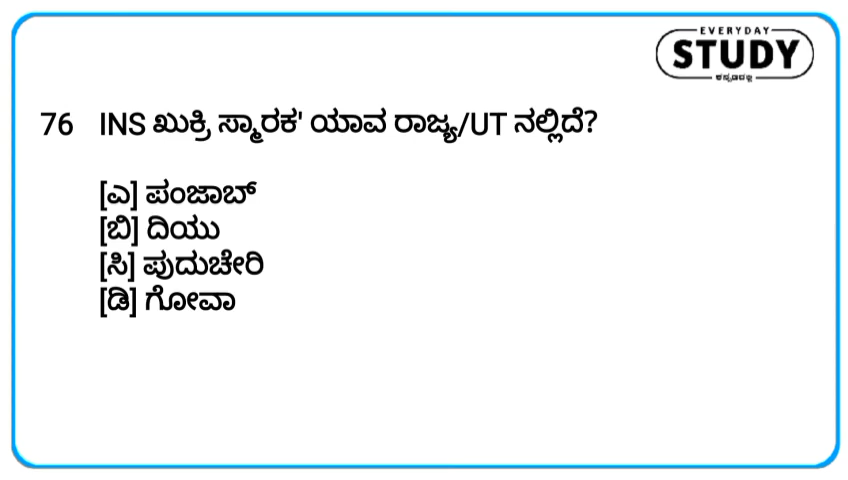 EVERYDAY
STUDY
ಕನ್ನಡದಲ್ಲಿ
76 INS ಖುಕ್ರಿ ಸ್ಮಾರಕ' ಯಾವ ರಾಜ್ಯ/UT ನಲ್ಲಿದೆ?
[ಎ] ಪಂಜಾಬ್
[ಬಿ] ದಿಯು
[ಸಿ] ಪುದುಚೇರಿ
[ಡಿ] ಗೋವಾ